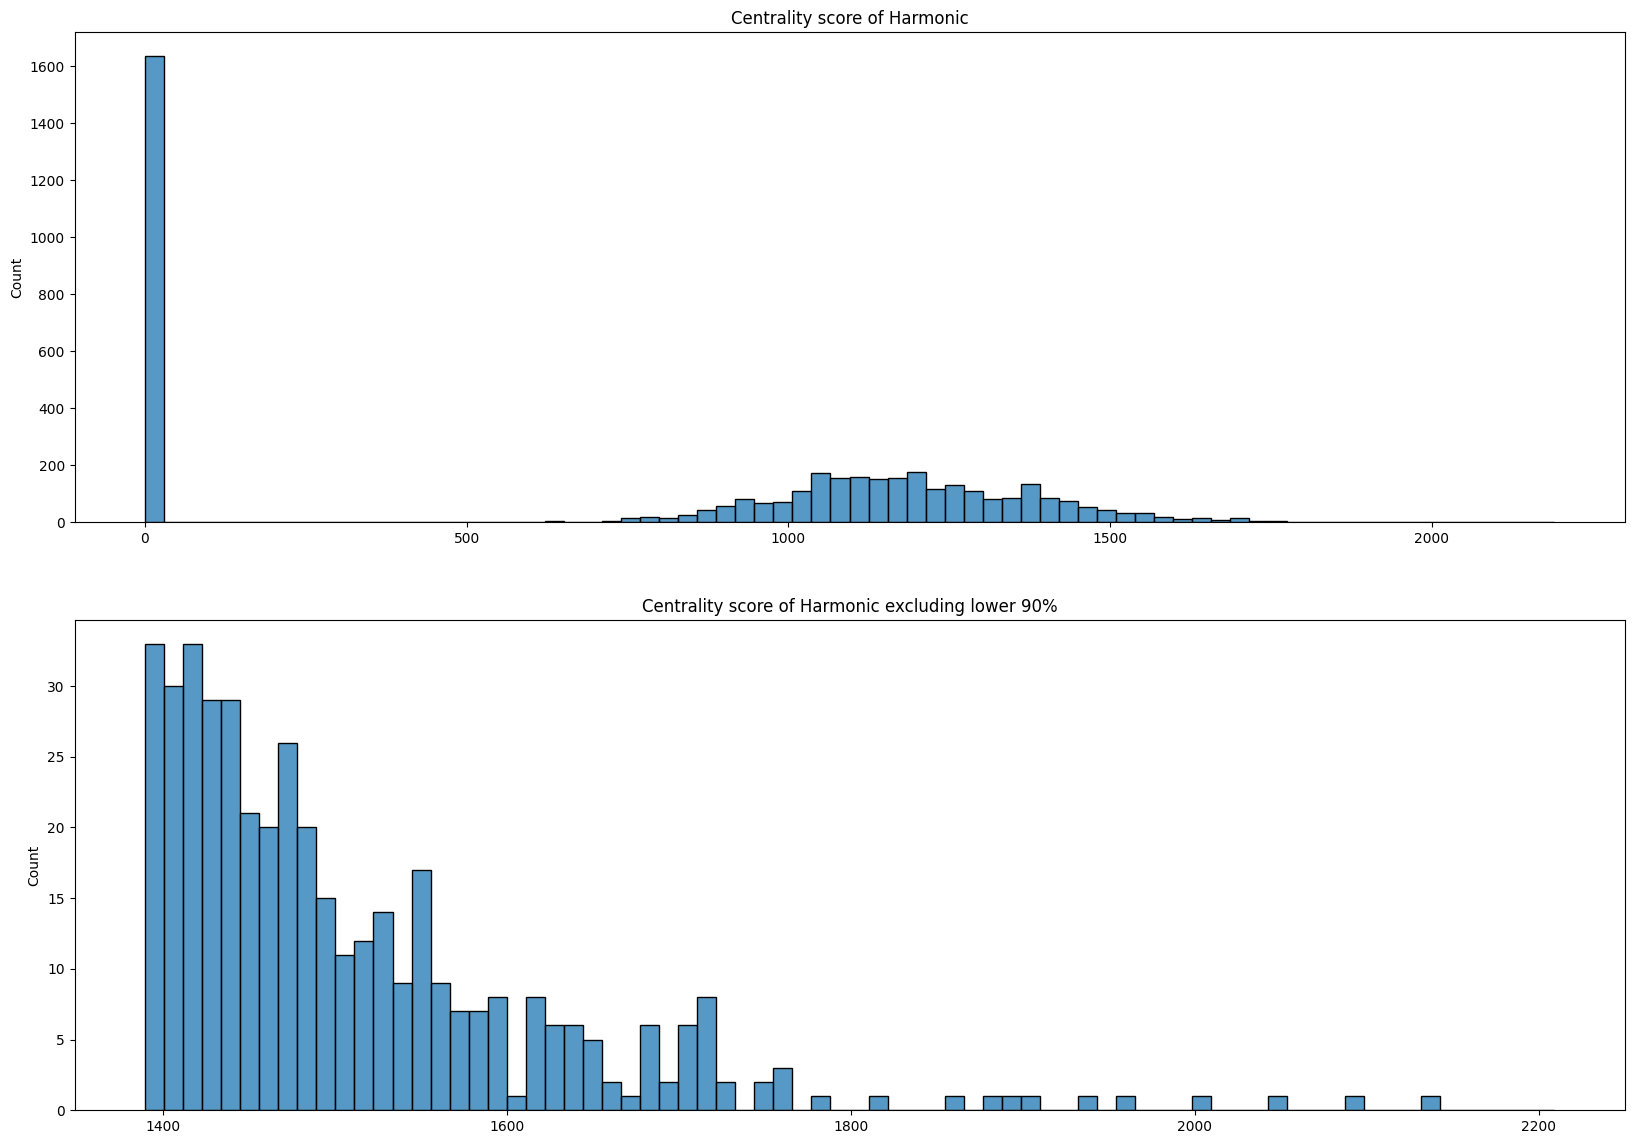 Centrality score of Harmonic
Count
1600
1400
1200
1000
800
600
400
200
0
0 500 1000 1500 2000
Centrality score of Harmonic excluding lower 90%
Count
30
25
20
15
10
5
0
1400 1600 1800 2000 2200